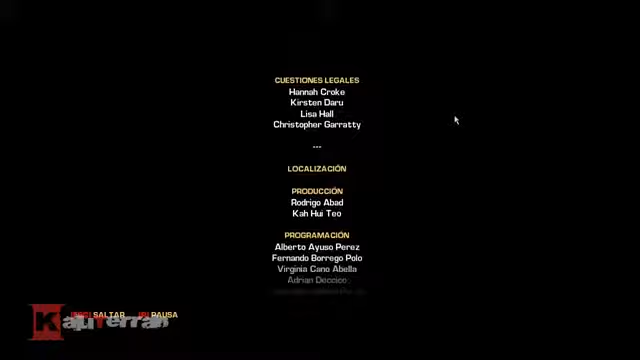 CUESTIONES LEGALES
Hannah Croke
Kirsten Daru
Lisa Hall
Christopher Garratty
---
LOCALIZACIÓN
PRODUCCIÓN
Rodrigo Abad
Kah Hui Teo
PROGRAMACIÓN
Alberto Ayuso Perez
Fernando Borrego Polo
Virginia Cano Abella
Adrian Deccico
SALTAR PAUSA
KajuTerran